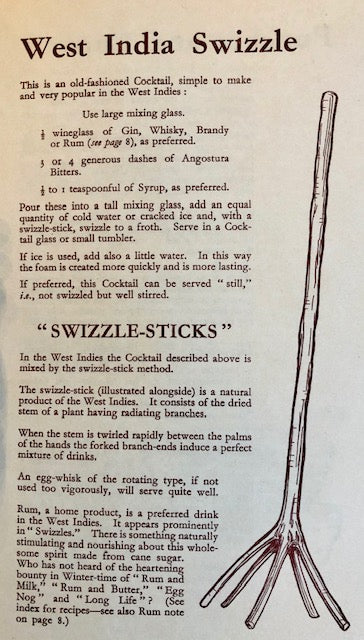 West India Swizzle
This is an old-fashioned Cocktail, simple to make
and very popular in the West Indies :
Use large mixing glass.
½ wineglass of Gin, Whisky, Brandy
or Rum (see page 8), as preferred.
3 or 4 generous dashes of Angostura
Bitters.
½ to 1 teaspoonful of Syrup, as preferred.
Pour these into a tall mixing glass, add an equal
quantity of cold water or cracked ice and, with a
swizzle-stick, swizzle to a froth. Serve in a Cock-
tail glass or small tumbler.
If ice is used, add also a little water. In this way
the foam is created more quickly and is more lasting.
If preferred, this Cocktail can be served “ still,”
i.e., not swizzled but well stirred.
“ SWIZZLE-STICKS ”
In the West Indies the Cocktail described above is
mixed by the swizzle-stick method.
The swizzle-stick (illustrated alongside) is a natural
product of the West Indies. It consists of the dried
stem of a plant having radiating branches.
When the stem is twirled rapidly between the palms
of the hands the forked branch-ends induce a perfect
mixture of drinks.
An egg-whisk of the rotating type, if not
used too vigorously, will serve quite well.
Rum, a home product, is a preferred drink
in the West Indies. It appears prominently
in “ Swizzles.” There is something naturally
stimulating and nourishing about this whole-
some spirit made from cane sugar.
Who has not heard of the heartening
bounty in Winter-time of “ Rum and
Milk,” “ Rum and Butter,” “ Egg
Nog ” and “ Long Life ” ? (See
index for recipes—see also Rum note
on page 8.)